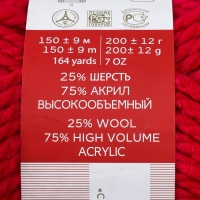 150 ± 9 м 200 ± 12 г
150 ± 9 m 200 ± 12 g
164 yards 7 OZ
25% ШЕРСТЬ
75% АКРИЛ
ВЫСОКООБЪЕМНЫЙ
25% WOOL
75% HIGH VOLUME
ACRYLIC